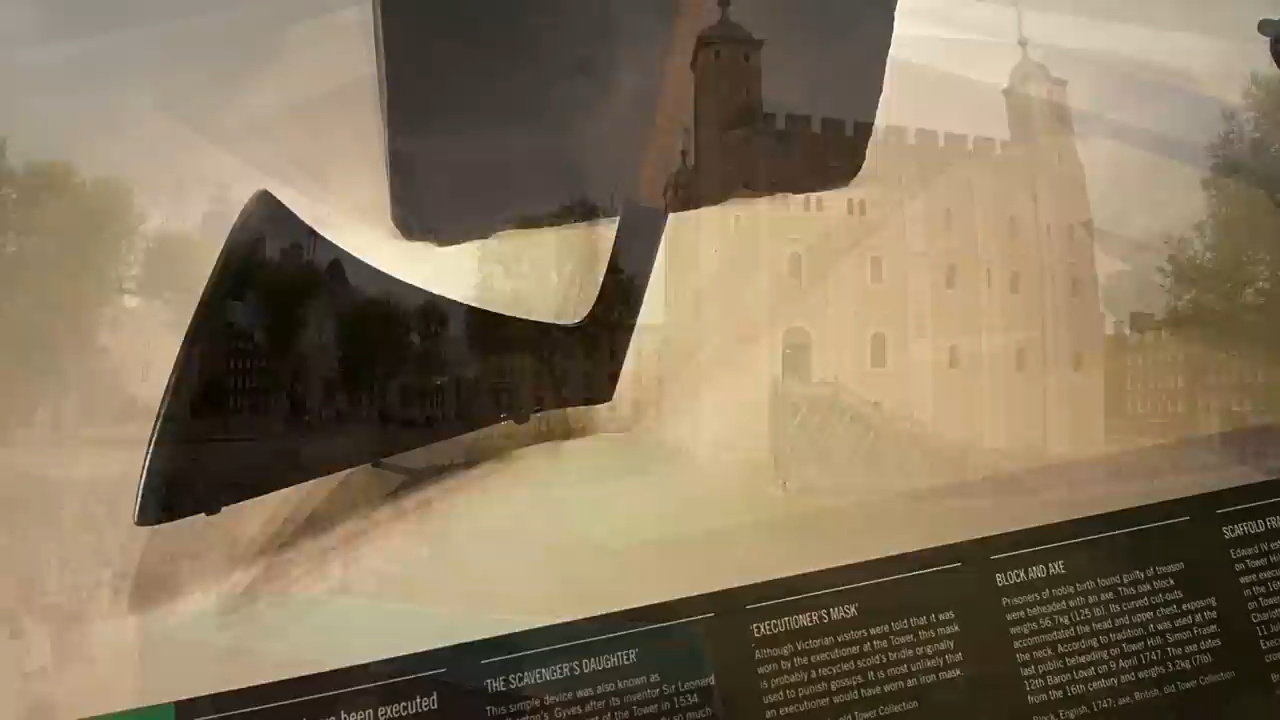 been executed
'THE SCAVENGER'S DAUGHTER'
This simple device was also known as
Gyves after its inventor Sir Leonard
of the Tower in 1534.
so much
'EXECUTIONER'S MASK'
Although Victorian visitors were told that it was
worn by the executioner at the Tower, this mask
is probably a recycled scold's bridle originally
used to punish gossips. It is most unlikely that
an executioner would have worn an iron mask.
old Tower Collection
BLOCK AND AXE
Prisoners of noble birth found guilty of treason
were beheaded with an axe. This oak block
weighs 56.7kg (125 lb). Its curved cut-outs
accommodated the head and upper chest, exposing
the neck. According to tradition, it was used at the
last public beheading on Tower Hill: Simon Fraser,
12th Baron Lovat on 9 April 1747. The axe dates
from the 16th century and weighs 3.2kg (7lb).
Block, English, 1747; axe, British, old Tower Collection
SCAFFOLD
Edward IV
on Tower
were
in the
on